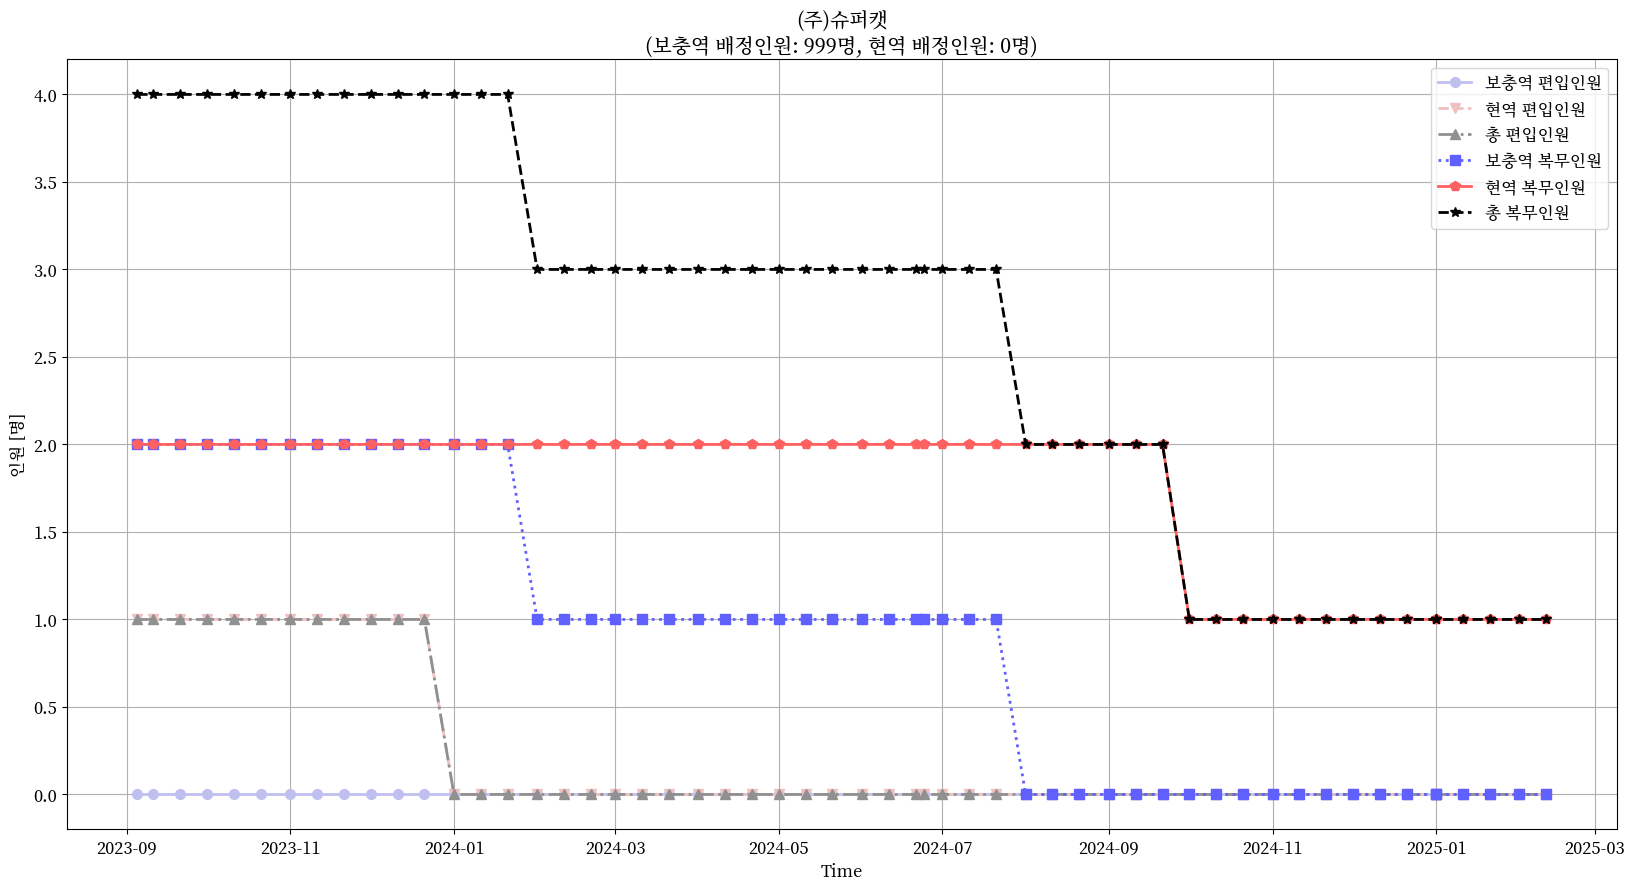 (주)슈퍼캣
(보충역 배정인원: 999명, 현역 배정인원: 0명)
보충역 편입인원
현역 편입인원
총 편입인원
보충역 복무인원
현역 복무인원
총 복무인원
인원 [명]
4.0
3.5
3.0
2.5
2.0
1.5
1.0
0.5
0.0
2023-09 2023-11 2024-01 2024-03 2024-05 2024-07 2024-09 2024-11 2025-01 2025-03
Time